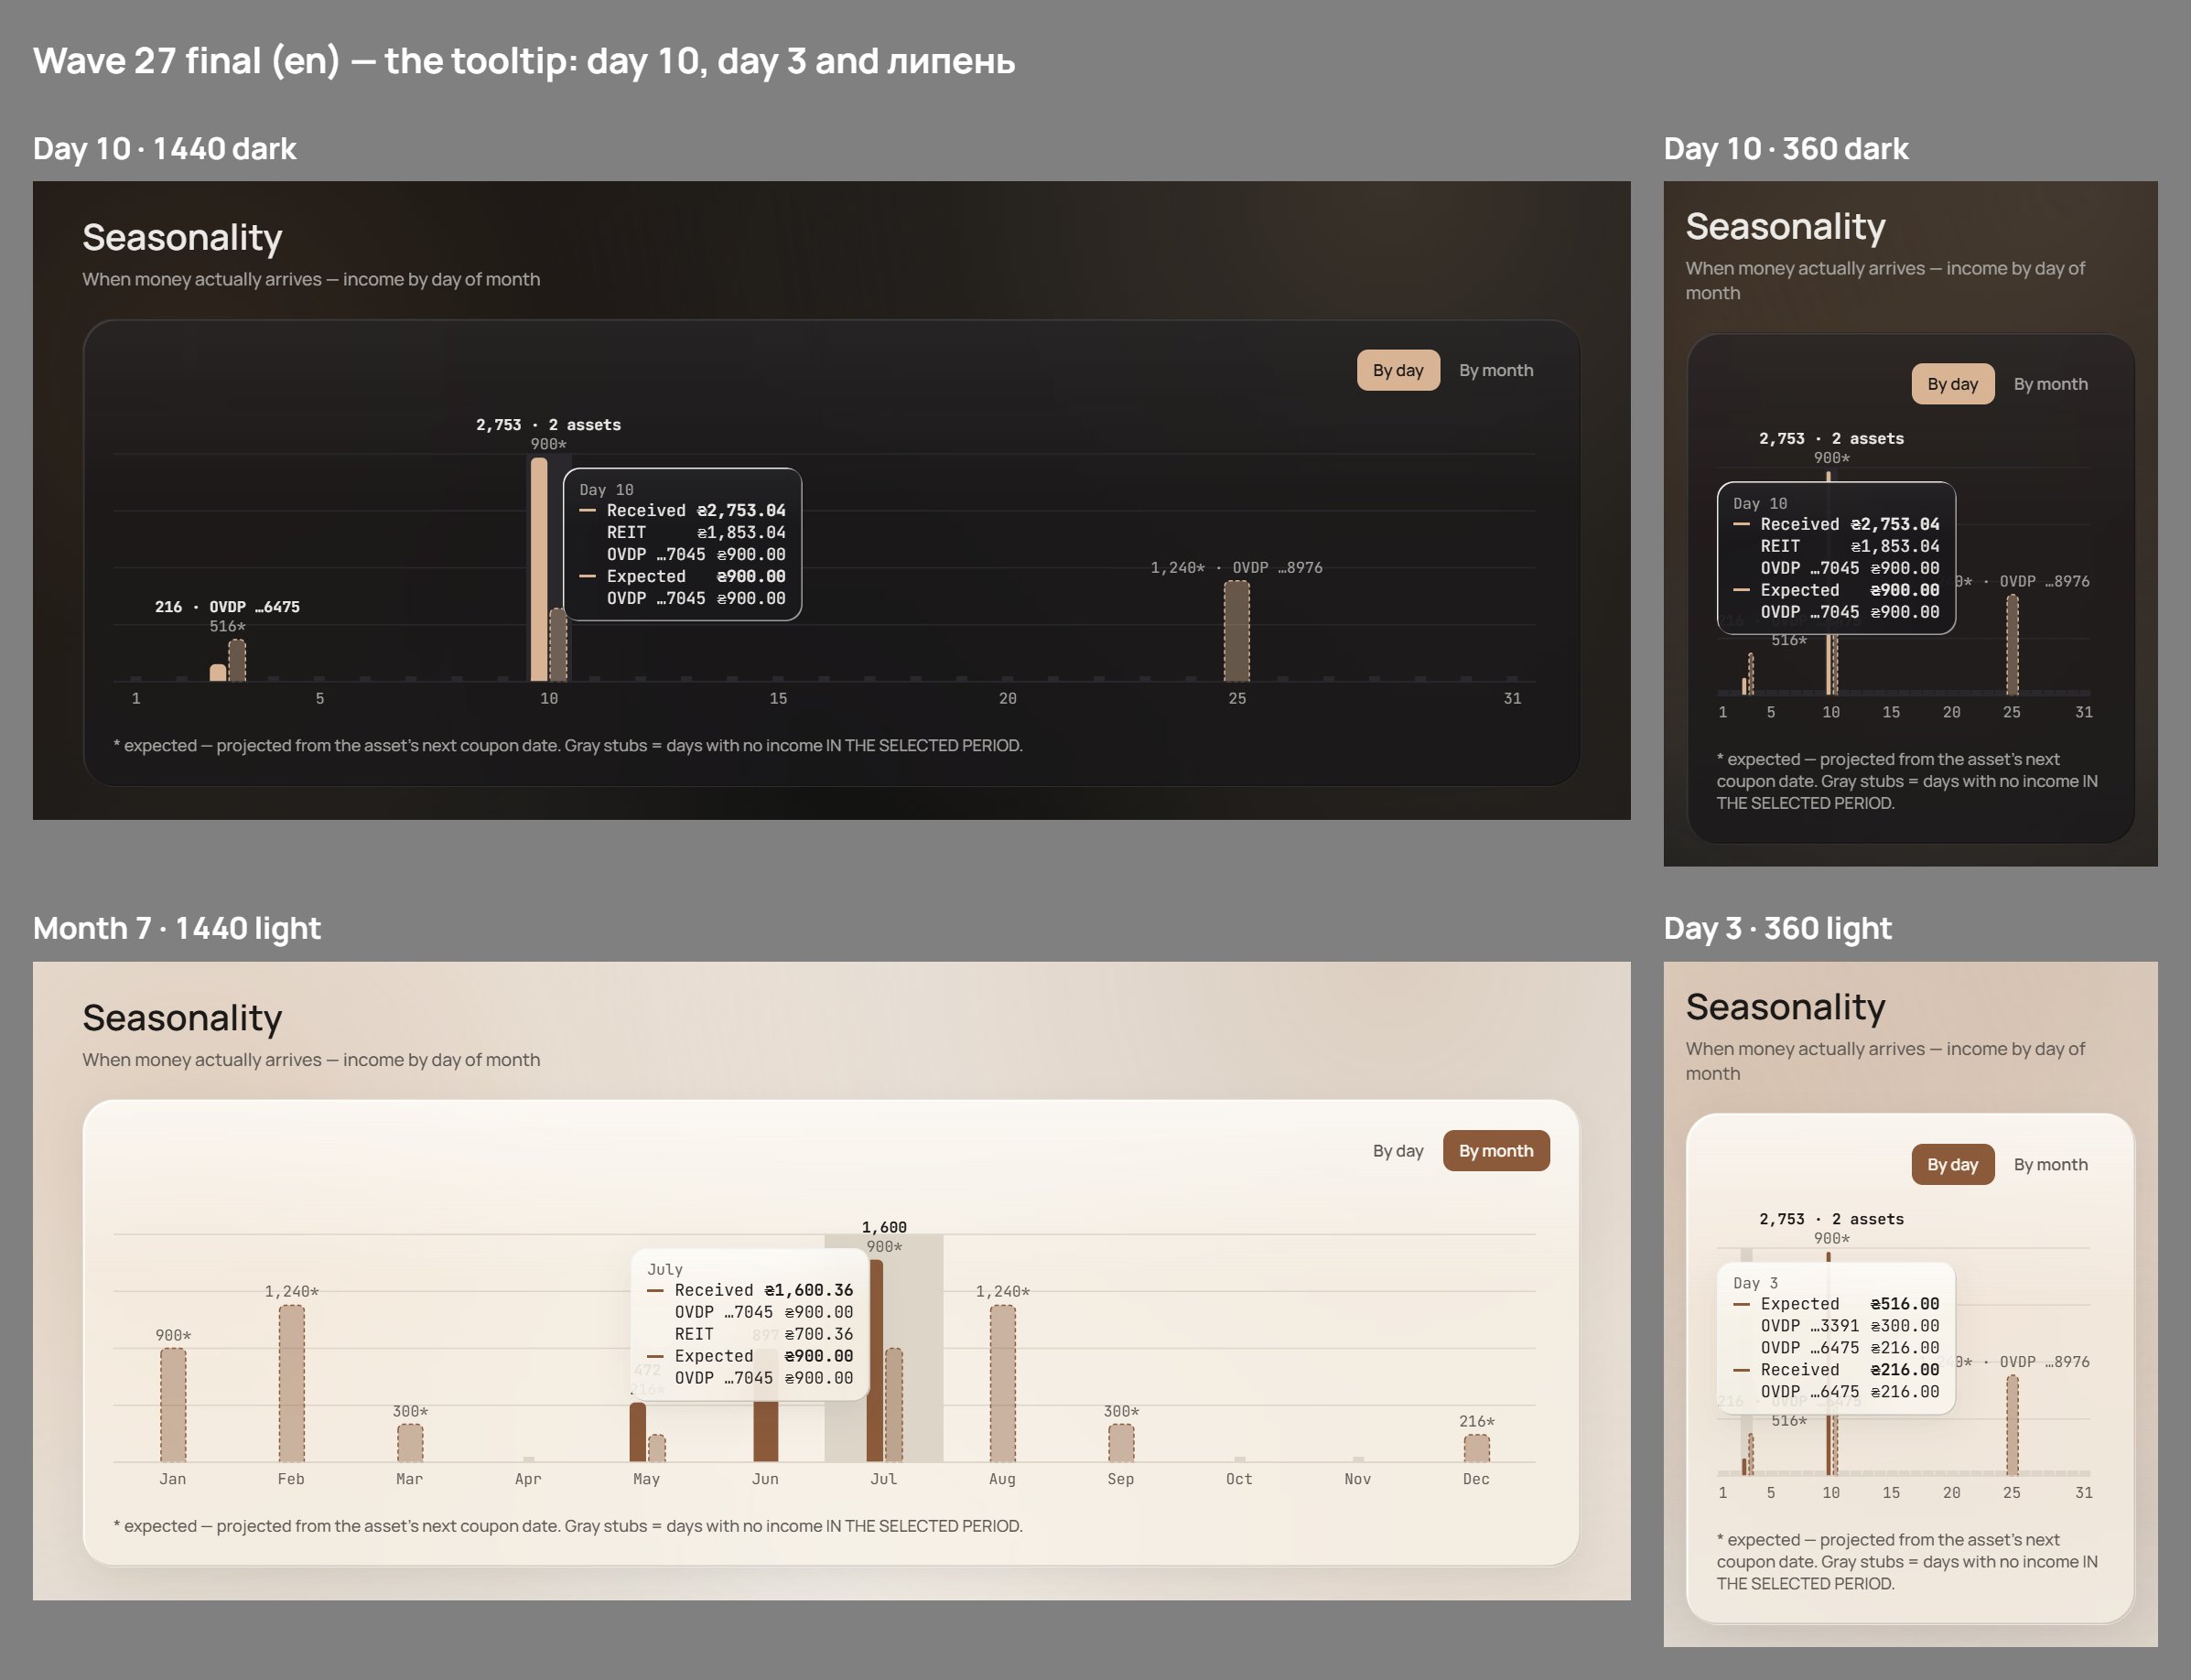 Wave 27 final (en) — the tooltip: day 10, day 3 and липень
Day 10 · 1440 dark
Seasonality
When money actually arrives — income by day of month
By day By month
2,753 · 2 assets
900*
Day 10
Received ₴2,753.04
REIT ₴1,853.04
OVDP …7045 ₴900.00
Expected ₴900.00
OVDP …7045 ₴900.00
1,240* · OVDP …8976
216 · OVDP …6475
516*
1 5 10 15 20 25 31
* expected — projected from the asset's next coupon date. Gray stubs = days with no income IN THE SELECTED PERIOD.
Day 10 · 360 dark
Seasonality
When money actually arrives — income by day of
month
By day By month
2,753 · 2 assets
900*
Day 10
Received ₴2,753.04
REIT ₴1,853.04
OVDP …7045 ₴900.00
Expected ₴900.00
OVDP …7045 ₴900.00
0* · OVDP …8976
516*
1 5 10 15 20 25 31
* expected — projected from the asset's next
coupon date. Gray stubs = days with no income IN
THE SELECTED PERIOD.
Month 7 · 1440 light
Seasonality
When money actually arrives — income by day of month
By day By month
1,600
900*
July
Received ₴1,600.36
OVDP …7045 ₴900.00
REIT ₴700.36
Expected ₴900.00
OVDP …7045 ₴900.00
897
472
216*
900*
1,240*
300*
1,240*
300*
216*
Jan Feb Mar Apr May Jun Jul Aug Sep Oct Nov Dec
* expected — projected from the asset's next coupon date. Gray stubs = days with no income IN THE SELECTED PERIOD.
Day 3 · 360 light
Seasonality
When money actually arrives — income by day of
month
By day By month
2,753 · 2 assets
900*
Day 3
Expected ₴516.00
OVDP …3391 ₴300.00
OVDP …6475 ₴216.00
Received ₴216.00
OVDP …6475 ₴216.00
0* · OVDP …8976
216 · OVDP …6475
516*
1 5 10 15 20 25 31
* expected — projected from the asset's next
coupon date. Gray stubs = days with no income IN
THE SELECTED PERIOD.